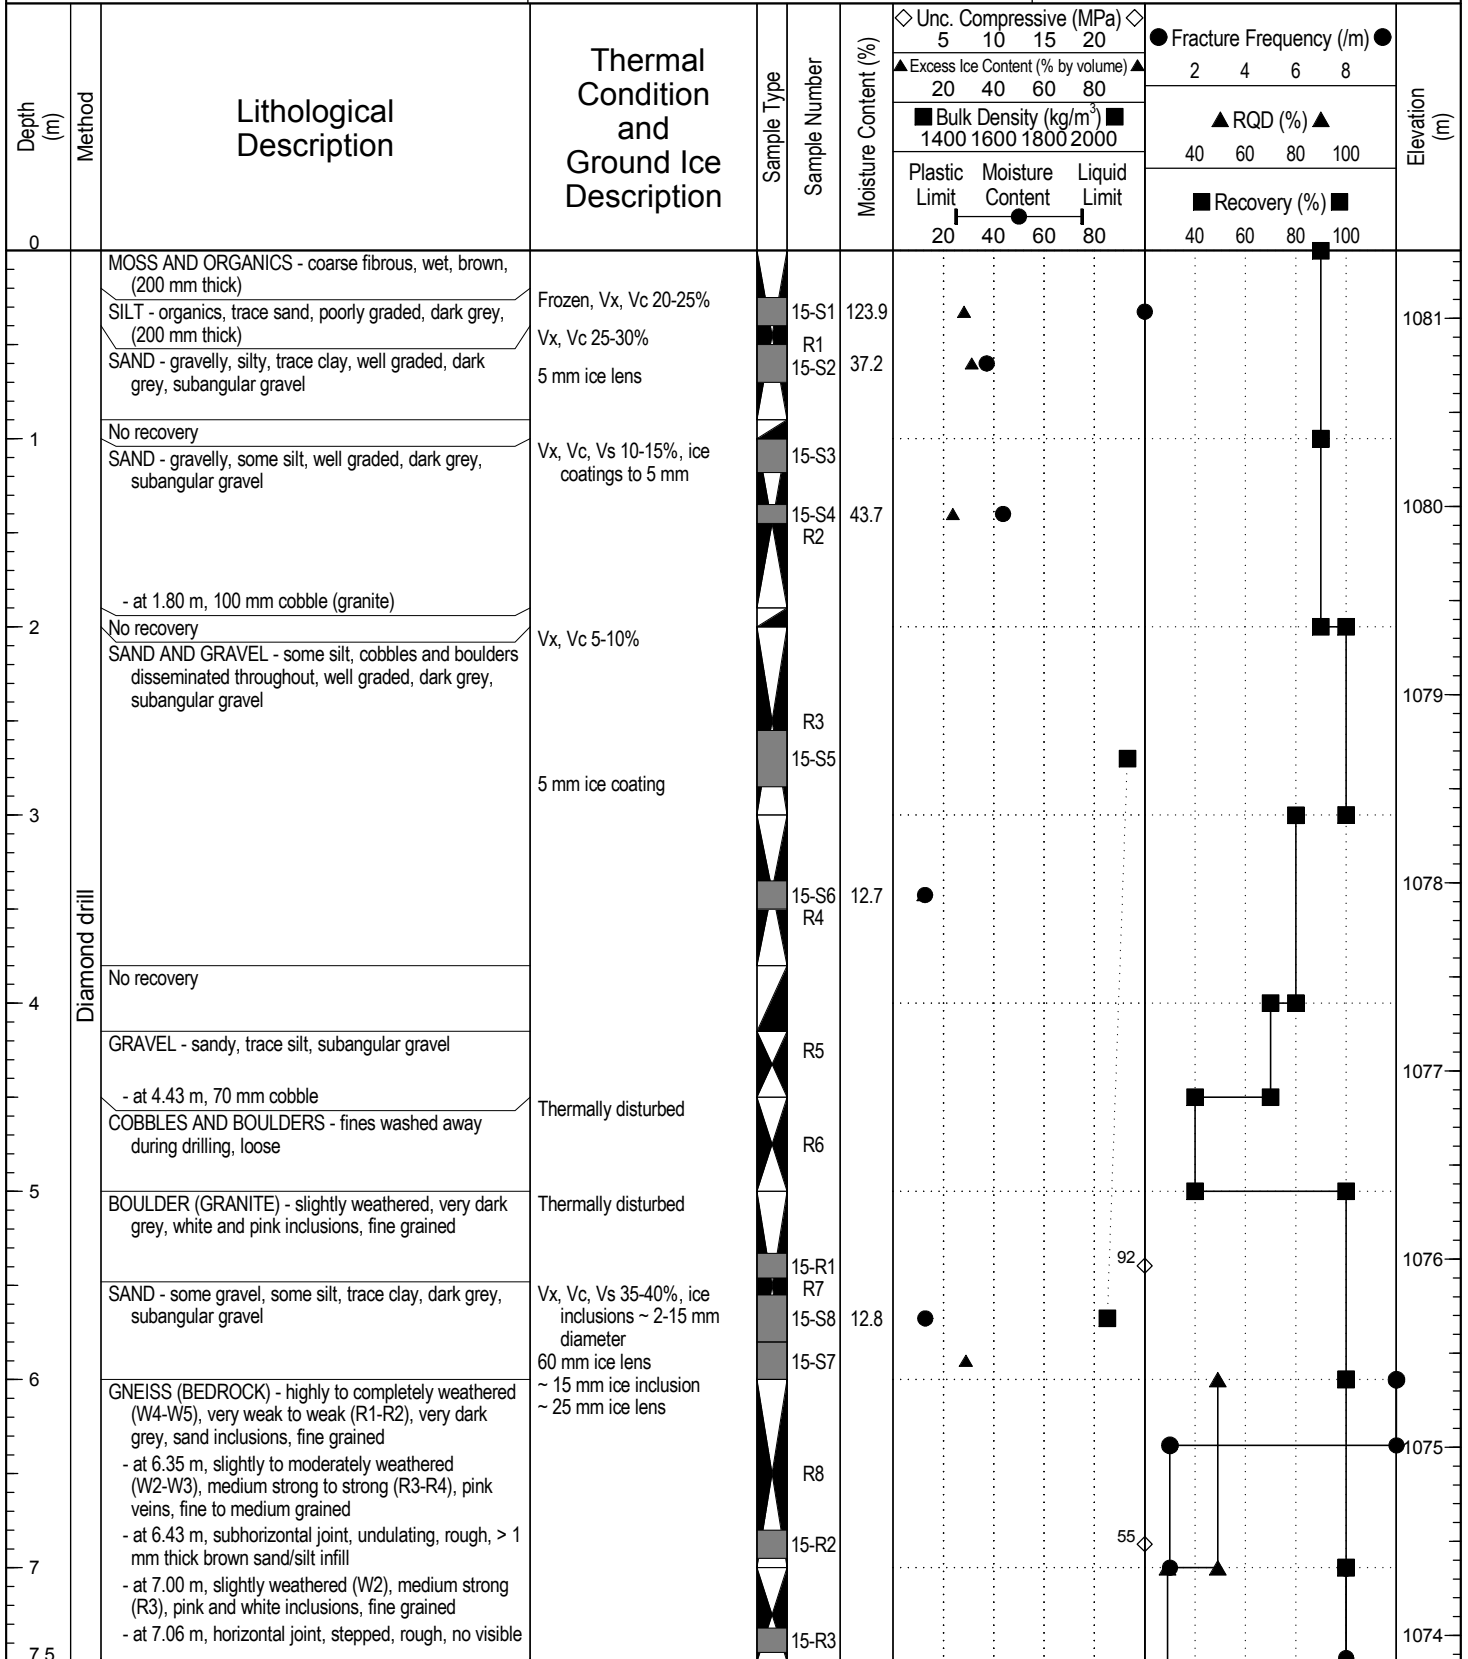 Depth
(m)
Method
Lithological
Description
Thermal
Condition
and
Ground Ice
Description
Sample Type
Sample Number
Moisture Content (%)
◇ Unc. Compressive (MPa) ◇
5 10 15 20
▲ Excess Ice Content (% by volume) ▲
20 40 60 80
■ Bulk Density (kg/m³) ■
1400 1600 1800 2000
Plastic Moisture Liquid
Limit Content Limit
20 40 60 80
● Fracture Frequency (/m) ●
2 4 6 8
▲ RQD (%) ▲
40 60 80 100
■ Recovery (%) ■
40 60 80 100
Elevation
(m)
0
Diamond drill
MOSS AND ORGANICS - coarse fibrous, wet, brown,
(200 mm thick)
Frozen, Vx, Vc 20-25%
SILT - organics, trace sand, poorly graded, dark grey,
15-S1 123.9
1081
(200 mm thick)
Vx, Vc 25-30%
R1
SAND - gravelly, silty, trace clay, well graded, dark
15-S2 37.2
grey, subangular gravel
5 mm ice lens
No recovery
1
Vx, Vc, Vs 10-15%, ice
15-S3
SAND - gravelly, some silt, well graded, dark grey,
coatings to 5 mm
subangular gravel
1080
15-S4 43.7
R2
- at 1.80 m, 100 mm cobble (granite)
2
No recovery
Vx, Vc 5-10%
SAND AND GRAVEL - some silt, cobbles and boulders
disseminated throughout, well graded, dark grey,
1079
subangular gravel
R3
15-S5
5 mm ice coating
3
1078
15-S6 12.7
R4
No recovery
4
GRAVEL - sandy, trace silt, subangular gravel
R5
1077
- at 4.43 m, 70 mm cobble
Thermally disturbed
COBBLES AND BOULDERS - fines washed away
during drilling, loose
R6
5
BOULDER (GRANITE) - slightly weathered, very dark
Thermally disturbed
grey, white and pink inclusions, fine grained
92
1076
15-R1
R7
SAND - some gravel, some silt, trace clay, dark grey,
Vx, Vc, Vs 35-40%, ice
subangular gravel
inclusions ~ 2-15 mm
15-S8 12.8
diameter
60 mm ice lens
15-S7
6
~ 15 mm ice inclusion
GNEISS (BEDROCK) - highly to completely weathered
~ 25 mm ice lens
(W4-W5), very weak to weak (R1-R2), very dark
grey, sand inclusions, fine grained
1075
- at 6.35 m, slightly to moderately weathered
R8
(W2-W3), medium strong to strong (R3-R4), pink
veins, fine to medium grained
- at 6.43 m, subhorizontal joint, undulating, rough, > 1
55
15-R2
mm thick brown sand/silt infill
7
- at 7.00 m, slightly weathered (W2), medium strong
(R3), pink and white inclusions, fine grained
- at 7.06 m, horizontal joint, stepped, rough, no visible
15-R3
1074
7.5